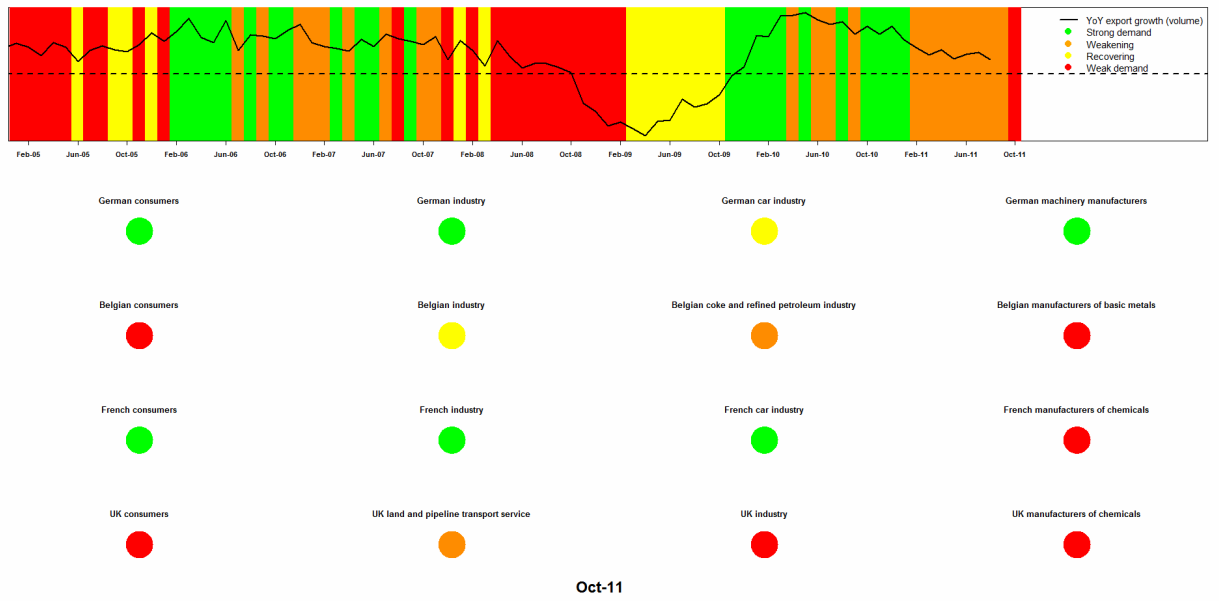 YoY export growth (volume)
Strong demand
Weakening
Recovering
Weak demand
Feb-05 Jun-05 Oct-05 Feb-06 Jun-06 Oct-06 Feb-07 Jun-07 Oct-07 Feb-08 Jun-08 Oct-08 Feb-09 Jun-09 Oct-09 Feb-10 Jun-10 Oct-10 Feb-11 Jun-11 Oct-11
German consumers German industry German car industry German machinery manufacturers
Belgian consumers Belgian industry Belgian coke and refined petroleum industry Belgian manufacturers of basic metals
French consumers French industry French car industry French manufacturers of chemicals
UK consumers UK land and pipeline transport service UK industry UK manufacturers of chemicals
Oct-11